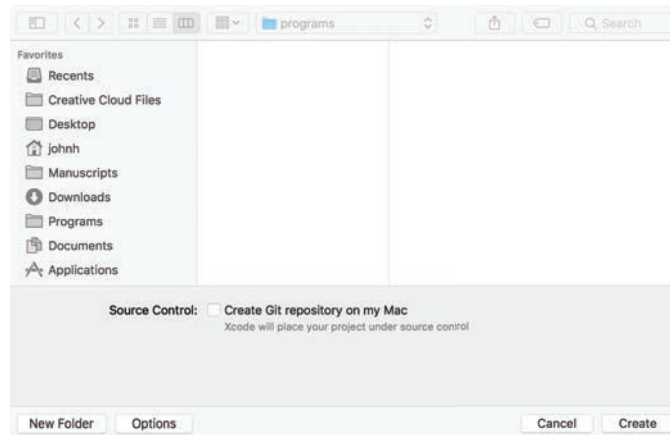 programs
Search
Favorites
Recents
Creative Cloud Files
Desktop
johnh
Manuscripts
Downloads
Programs
Documents
Applications
Source Control: Create Git repository on my Mac
Xcode will place your project under source control
New Folder Options Cancel Create